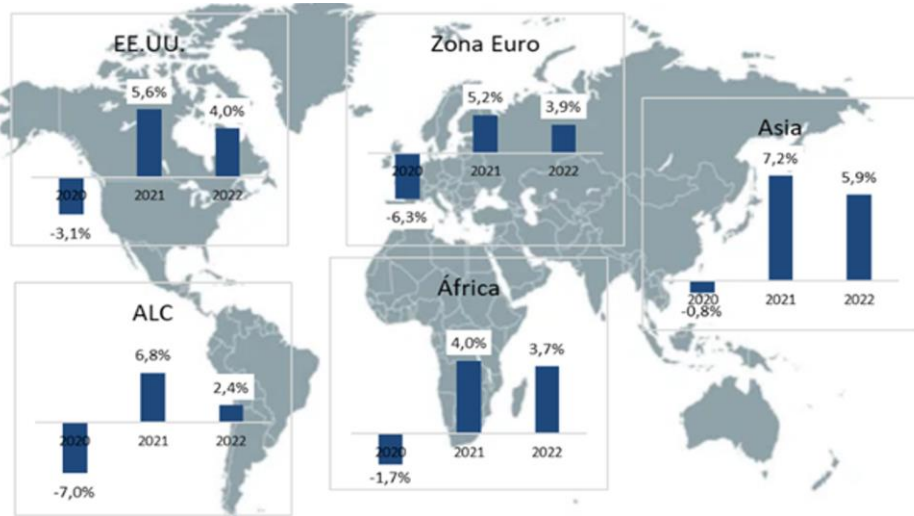 EE.UU.
5,6%
4,0%
2020 2021 2022
-3,1%
Zona Euro
5,2%
3,9%
2020 2021 2022
-6,3%
Asia
7,2%
5,9%
2020 2021 2022
-0,8%
ALC
6,8%
2,4%
2020 2021 2022
-7,0%
África
4,0%
3,7%
2020 2021 2022
-1,7%